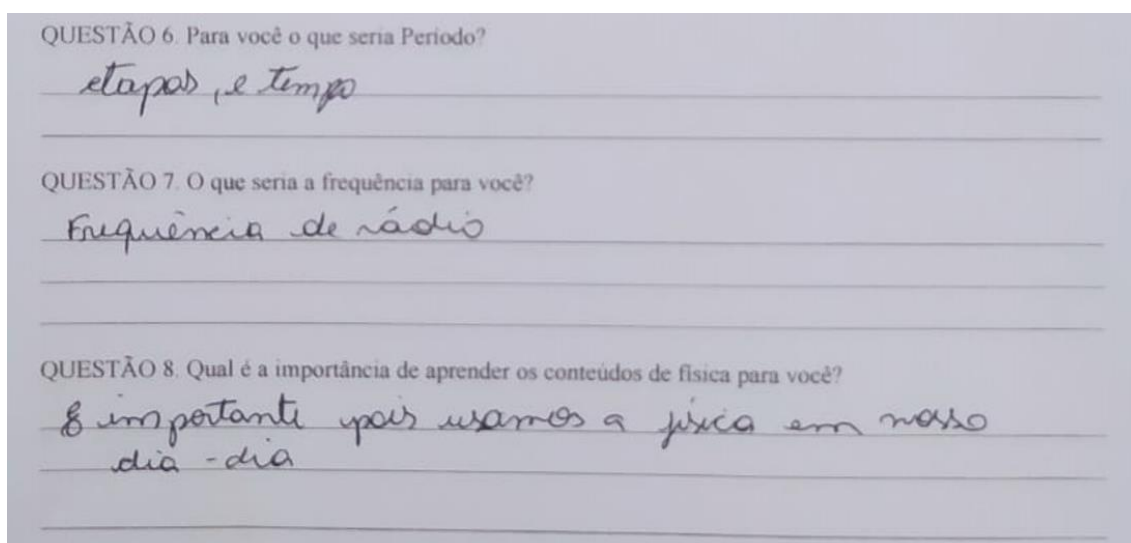 QUESTÃO 6. Para você o que seria Período?
etapas, e tempo
QUESTÃO 7. O que seria a frequência para você?
Frequência de rádio
QUESTÃO 8. Qual é a importância de aprender os conteúdos de física para você?
É importante pois usamos a física em nosso
dia - dia